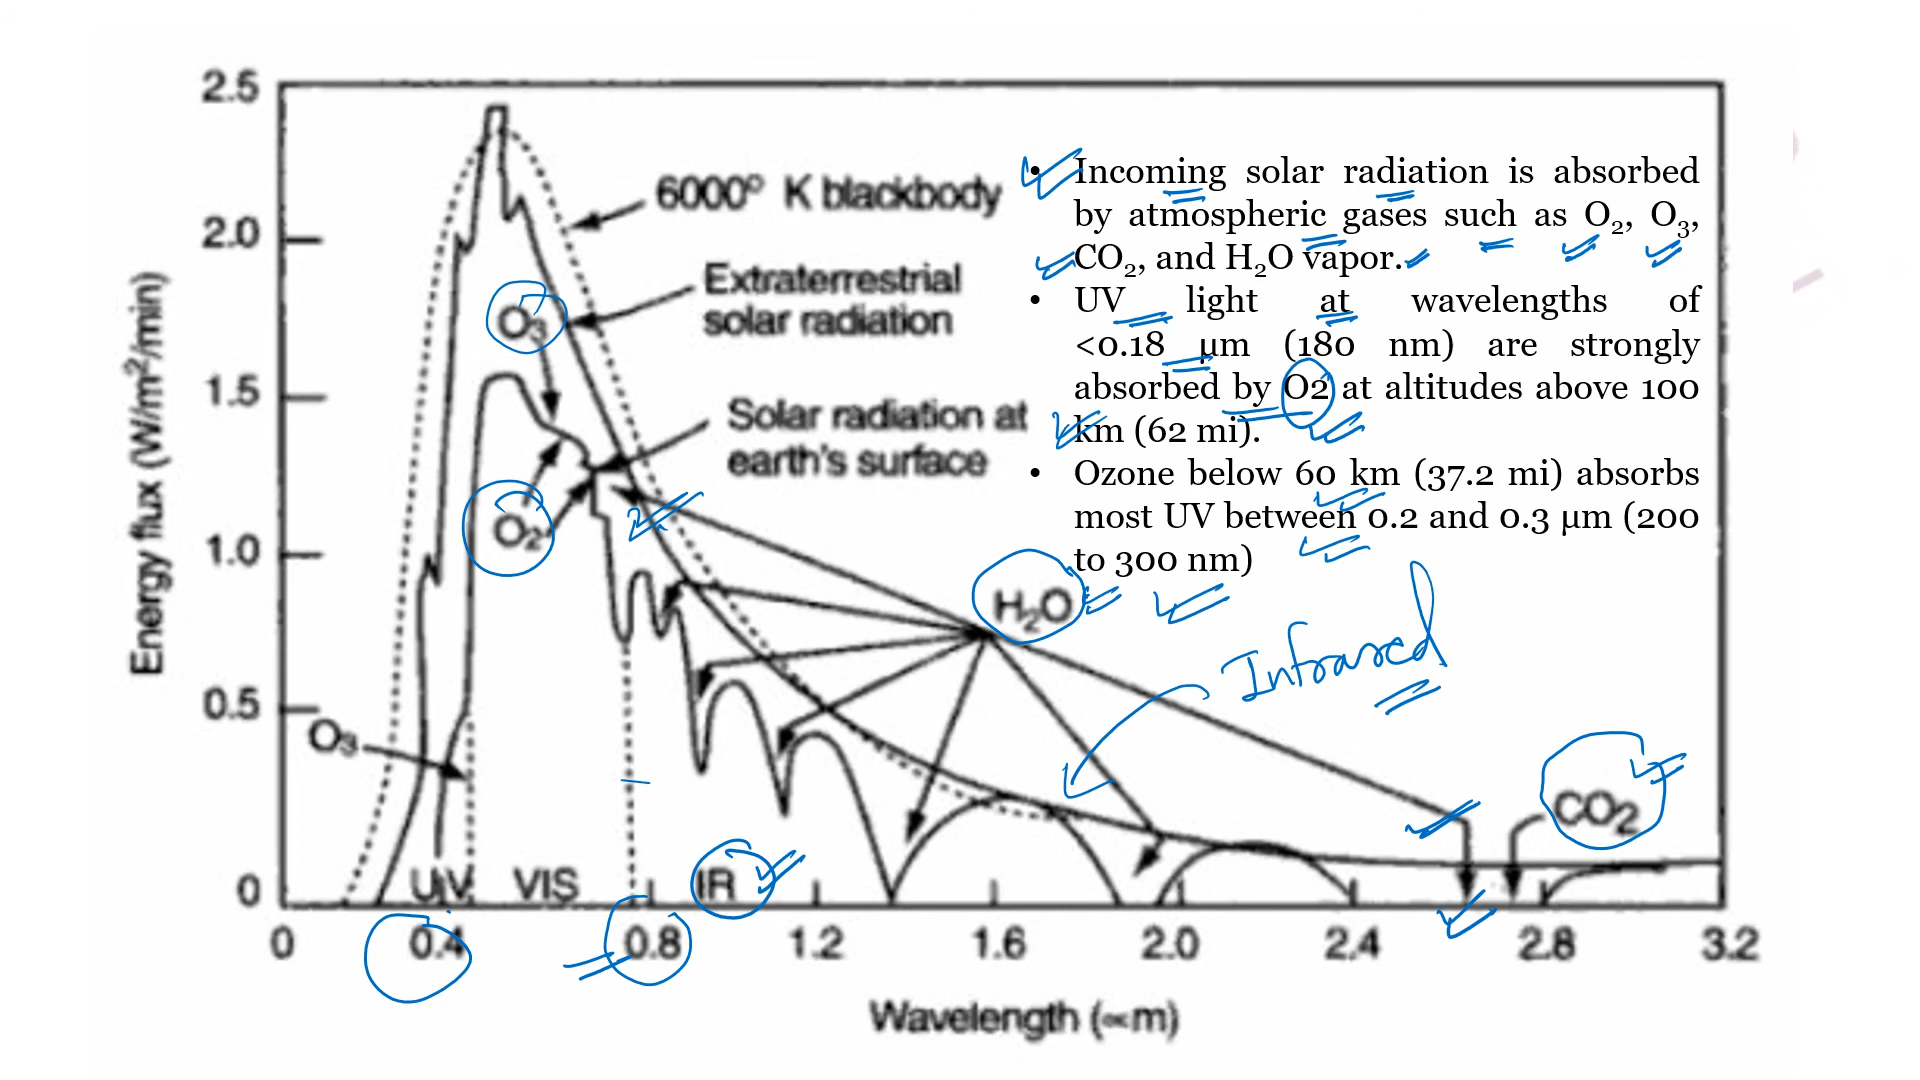 2.5
6000° K blackbody
• Incoming solar radiation is absorbed
by atmospheric gases such as O₂, O₃,
CO₂, and H₂O vapor.
• UV light at wavelengths of
<0.18 µm (180 nm) are strongly
absorbed by O2 at altitudes above 100
km (62 mi).
• Ozone below 60 km (37.2 mi) absorbs
most UV between 0.2 and 0.3 µm (200
to 300 nm)
2.0
Extraterrestrial
solar radiation
O₃
1.5
Solar radiation at
earth's surface
O₂
1.0
H₂O
Infrared
0.5
O₃
CO₂
0
UV VIS IR
0 0.4 0.8 1.2 1.6 2.0 2.4 2.8 3.2
Wavelength (∝m)
Energy flux (W/m²/min)